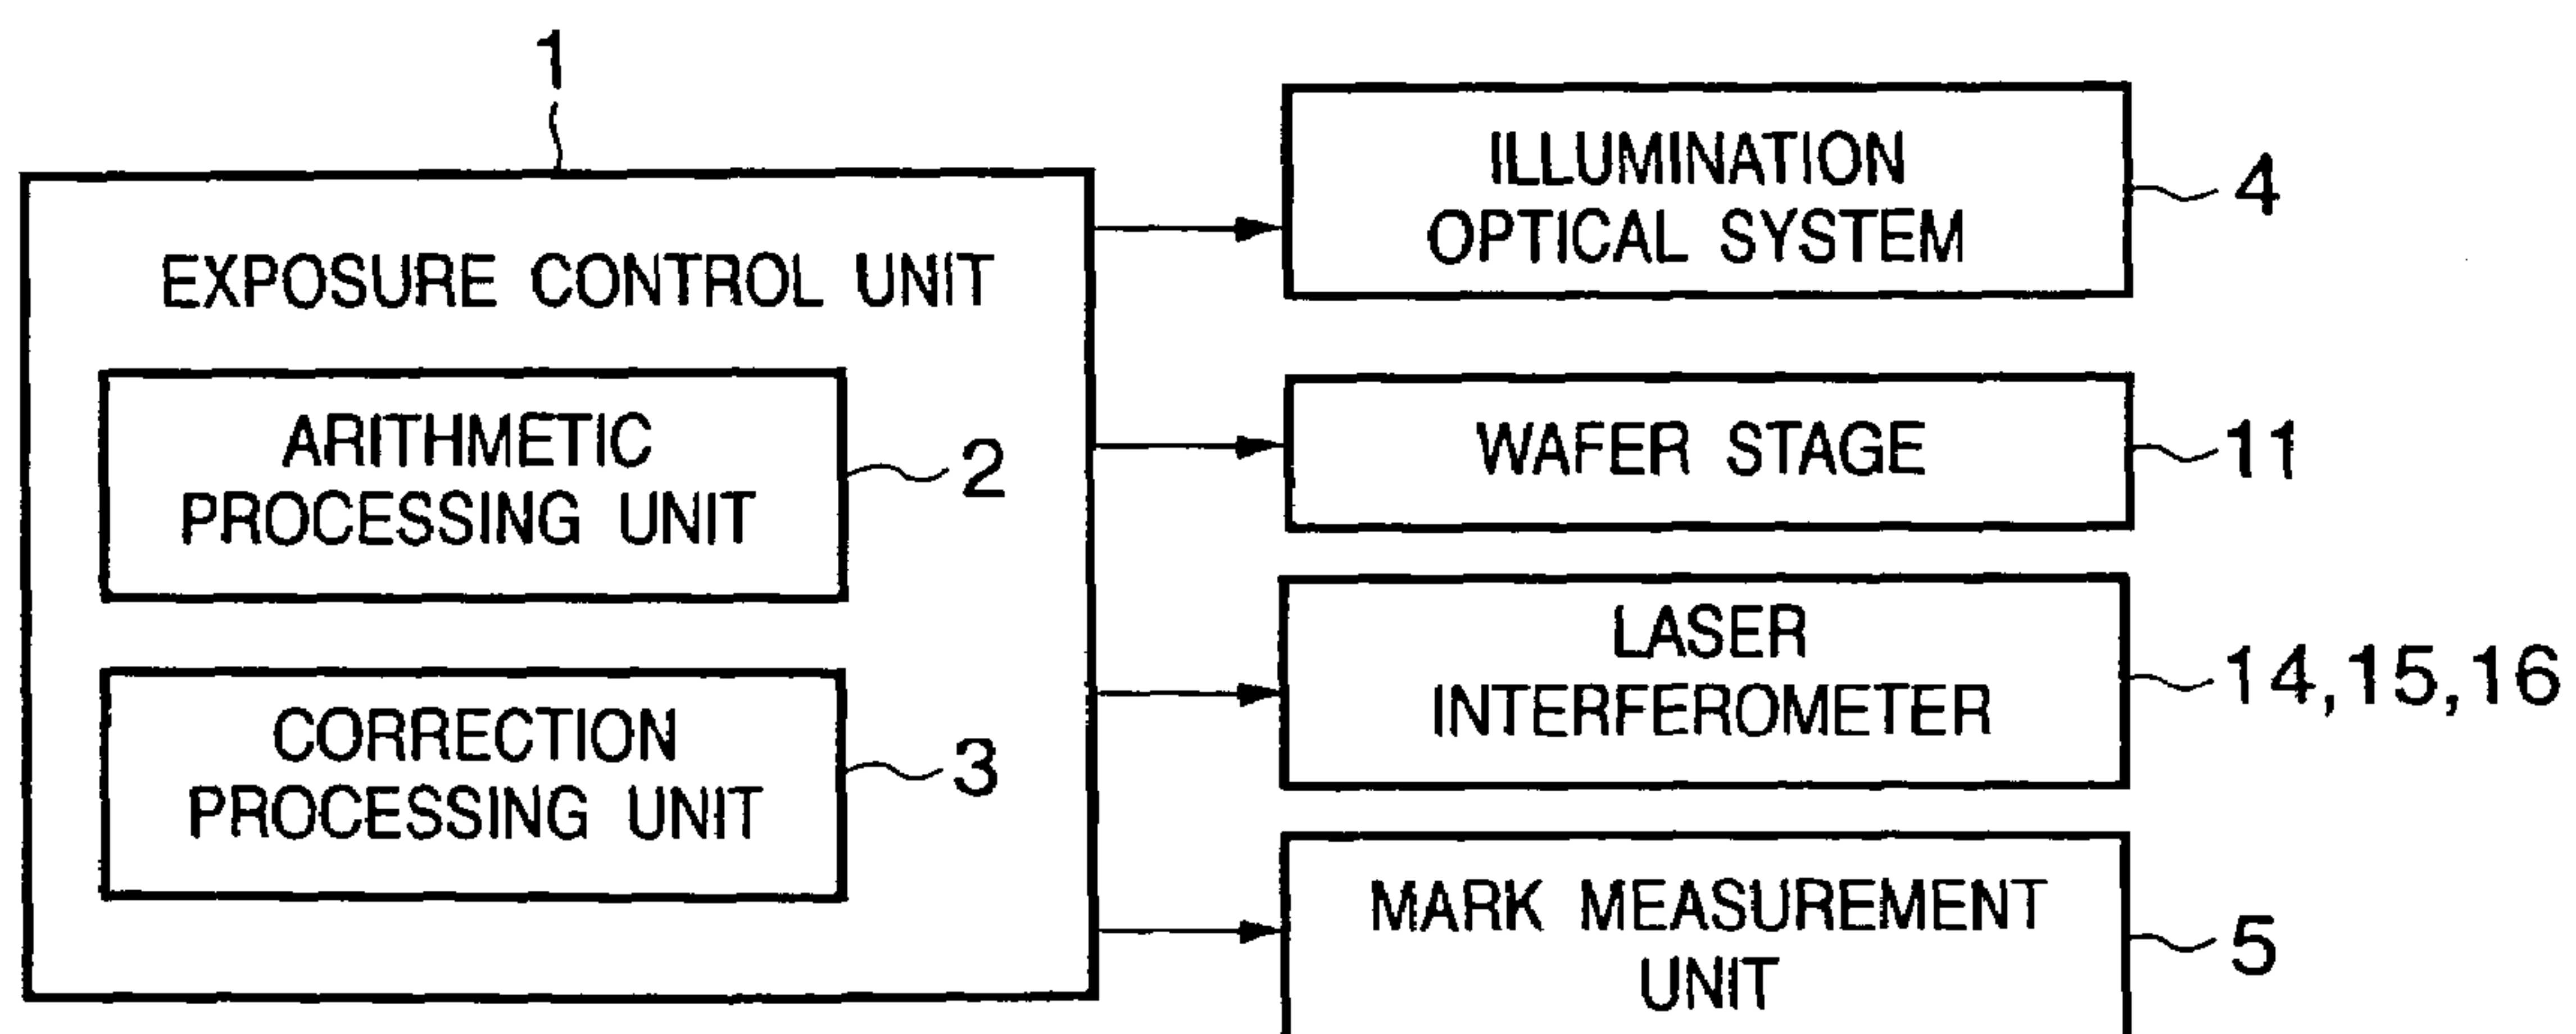 1
EXPOSURE CONTROL UNIT
ARITHMETIC
PROCESSING UNIT
2
CORRECTION
PROCESSING UNIT
3
ILLUMINATION
OPTICAL SYSTEM
4
WAFER STAGE
11
LASER
INTERFEROMETER
14,15,16
MARK MEASUREMENT
UNIT
5